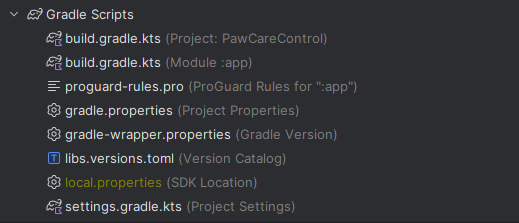 Gradle Scripts
build.gradle.kts (Project: PawCareControl)
build.gradle.kts (Module :app)
proguard-rules.pro (ProGuard Rules for ":app")
gradle.properties (Project Properties)
gradle-wrapper.properties (Gradle Version)
libs.versions.toml (Version Catalog)
local.properties (SDK Location)
settings.gradle.kts (Project Settings)